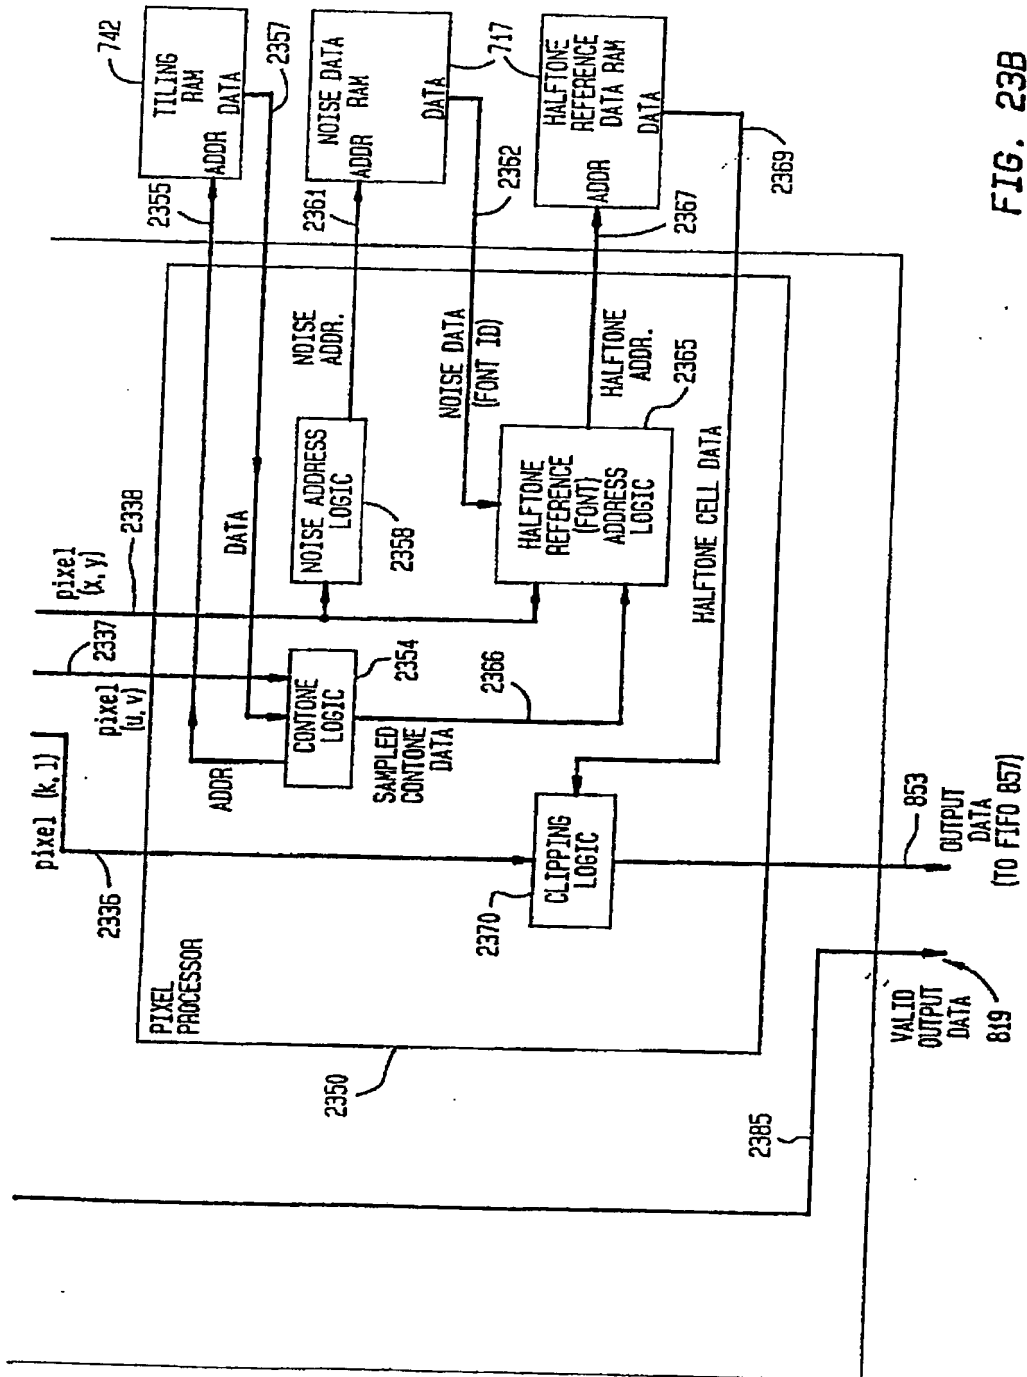 pixel (k,l)
2336
pixel
(u,v)
2337
pixel
(x,y)
2338
2355
742
TILING
RAM
ADDR
DATA
2357
DATA
ADDR
NOISE ADDRESS
LOGIC
2358
NOISE
ADDR.
2361
NOISE DATA
RAM
ADDR
DATA
717
CONTONE
LOGIC
2354
SAMPLED
CONTONE
DATA
2366
NOISE DATA
(FONT ID)
2362
HALFTONE
REFERENCE
(FONT)
ADDRESS
LOGIC
2365
HALFTONE
ADDR.
2367
HALFTONE
REFERENCE
DATA RAM
ADDR
DATA
2369
HALFTONE CELL DATA
CLIPPING
LOGIC
2370
PIXEL
PROCESSOR
2350
2385
VALID
OUTPUT
DATA
819
853
OUTPUT
DATA
(TO FIFO 857)
FIG. 23B